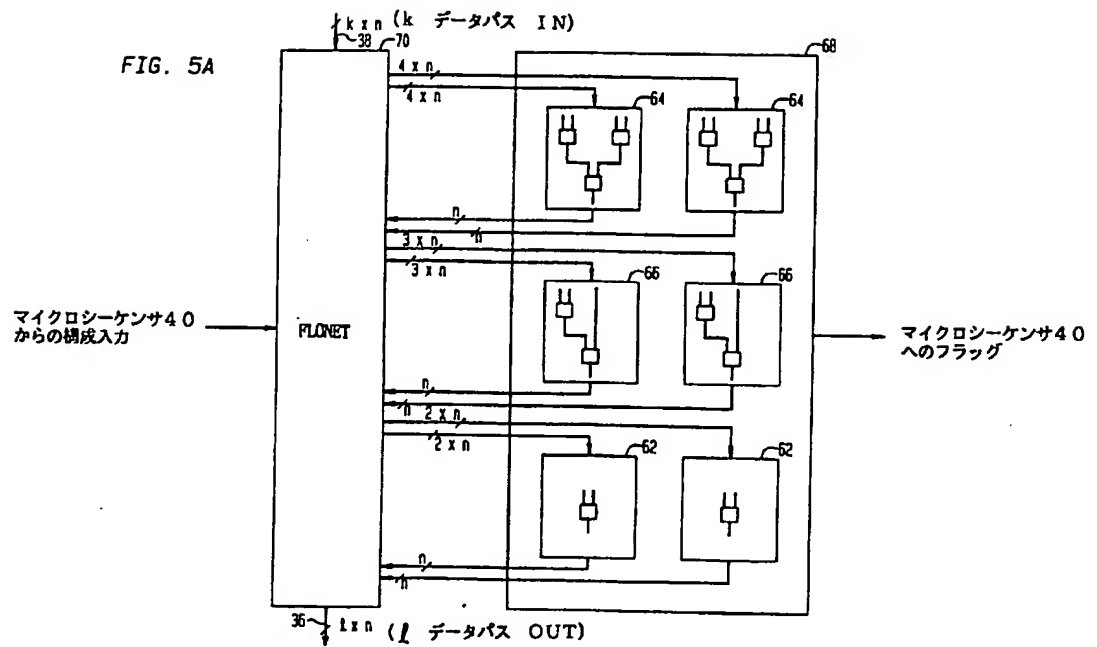 k x n (k データパス IN)
38 70
FIG. 5A
68
4 x n
4 x n
64 64
n
n
3 x n
3 x n
66 66
マイクロシーケンサ40
からの構成入力
FLONET
マイクロシーケンサ40
へのフラッグ
n
n
2 x n
2 x n
62 62
n
n
36 l x n (l データパス OUT)